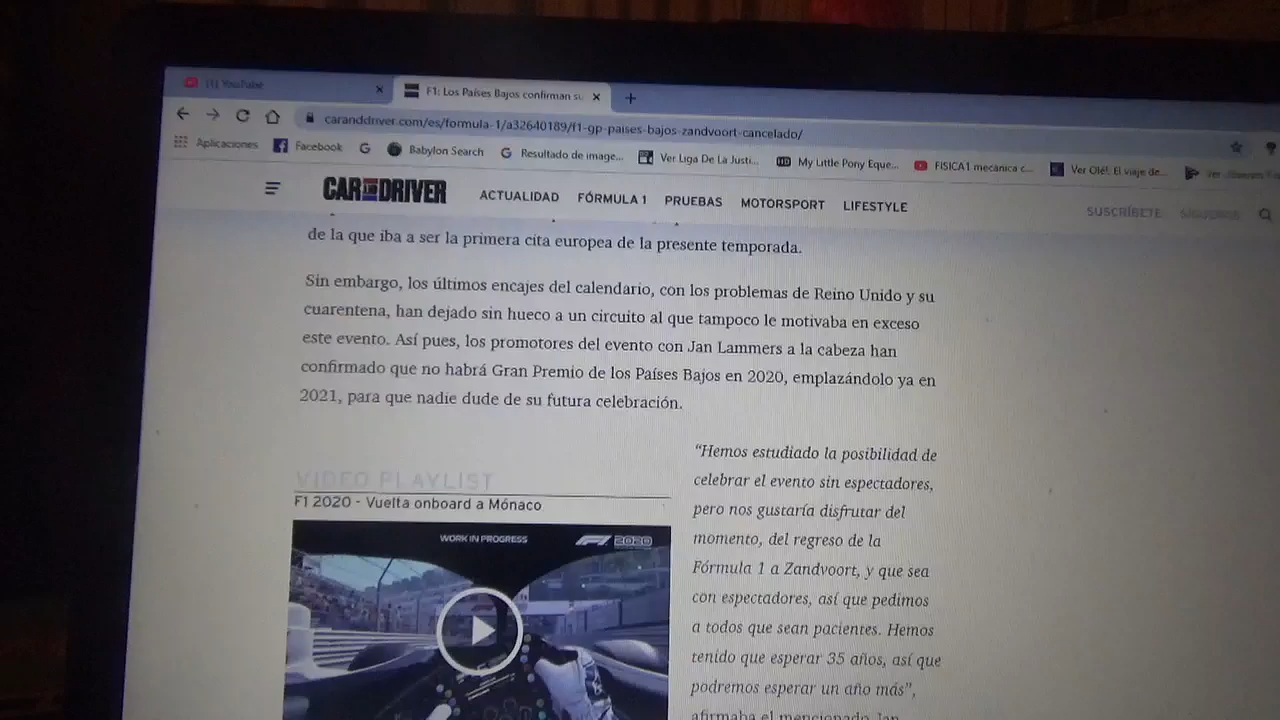 (1) YouTube
F1: Los Países Bajos confirman su
caranddriver.com/es/formula-1/a32640189/f1-gp-paises-bajos-zandvoort-cancelado/
Aplicaciones Facebook Babylon Search Resultado de image... Ver Liga De La Justi... My Little Pony Eque... FISICA1 mecanica c... Ver Olé!. El viaje de...
CAR AND DRIVER ACTUALIDAD FÓRMULA 1 PRUEBAS MOTORSPORT LIFESTYLE SUSCRÍBETE
de la que iba a ser la primera cita europea de la presente temporada.
Sin embargo, los últimos encajes del calendario, con los problemas de Reino Unido y su
cuarentena, han dejado sin hueco a un circuito al que tampoco le motivaba en exceso
este evento. Así pues, los promotores del evento con Jan Lammers a la cabeza han
confirmado que no habrá Gran Premio de los Países Bajos en 2020, emplazándolo ya en
2021, para que nadie dude de su futura celebración.
VIDEO PLAYLIST
F1 2020 - Vuelta onboard a Mónaco
WORK IN PROGRESS F1 2020
“Hemos estudiado la posibilidad de
celebrar el evento sin espectadores,
pero nos gustaría disfrutar del
momento, del regreso de la
Fórmula 1 a Zandvoort, y que sea
con espectadores, así que pedimos
a todos que sean pacientes. Hemos
tenido que esperar 35 años, así que
podremos esperar un año más”,
afirmaba el mencionado Jan